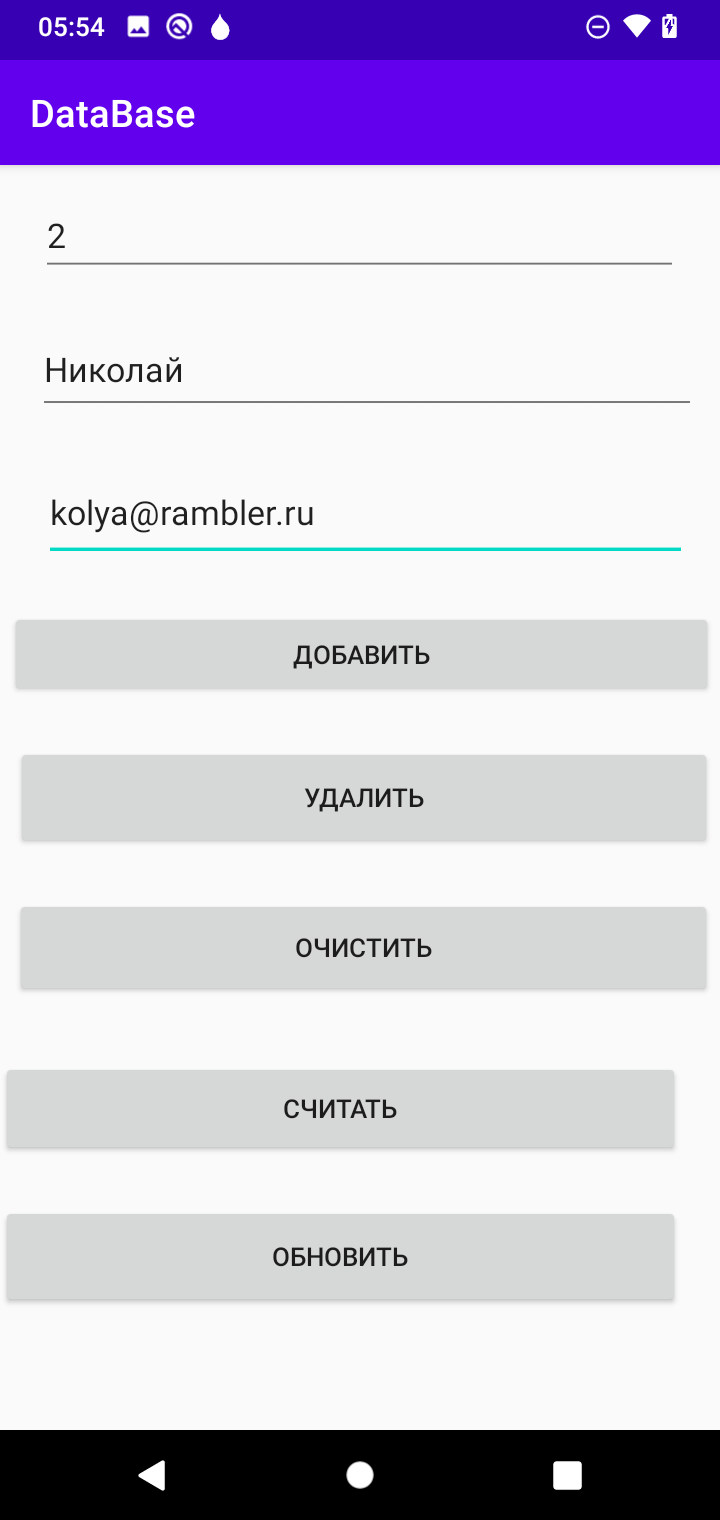 05:54
DataBase
2
Николай
kolya@rambler.ru
ДОБАВИТЬ
УДАЛИТЬ
ОЧИСТИТЬ
СЧИТАТЬ
ОБНОВИТЬ